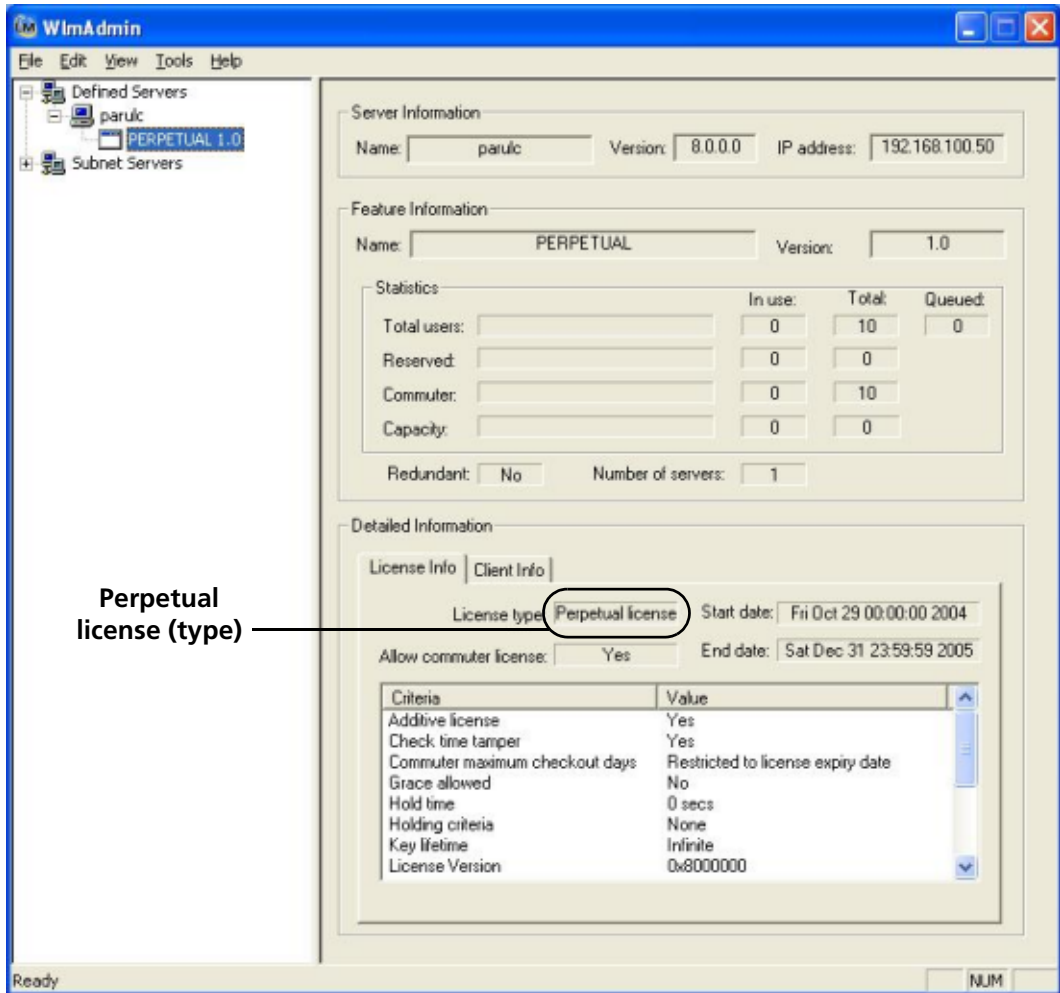 WlmAdmin
File Edit View Tools Help
Defined Servers
parulc
PERPETUAL 1.0
Subnet Servers
Server Information
Name: parulc Version: 8.0.0.0 IP address: 192.168.100.50
Feature Information
Name: PERPETUAL Version: 1.0
Statistics
In use: Total: Queued:
Total users: 0 10 0
Reserved: 0 0
Commuter: 0 10
Capacity: 0 0
Redundant: No Number of servers: 1
Detailed Information
License Info Client Info
Perpetual
license (type)
License type: Perpetual license Start date: Fri Oct 29 00:00:00 2004
Allow commuter license: Yes End date: Sat Dec 31 23:59:59 2005
Criteria Value
Additive license Yes
Check time tamper Yes
Commuter maximum checkout days Restricted to license expiry date
Grace allowed No
Hold time 0 secs
Holding criteria None
Key lifetime Infinite
License Version 0x8000000
Ready NUM